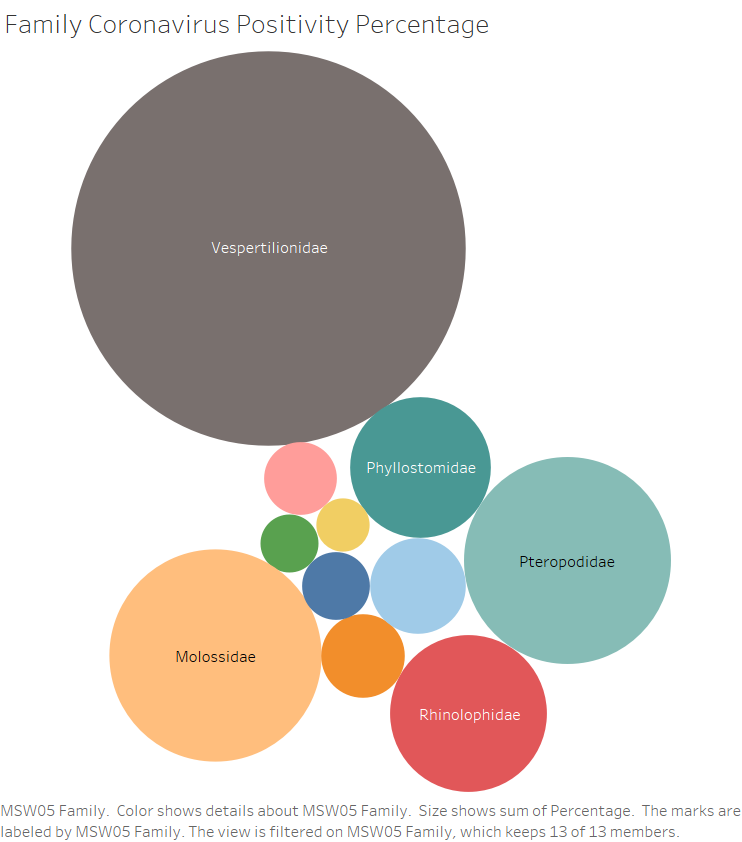 Family Coronavirus Positivity Percentage
Vespertilionidae
Phyllostomidae
Pteropodidae
Molossidae
Rhinolophidae
MSW05 Family.  Color shows details about MSW05 Family.  Size shows sum of Percentage.  The marks are
labeled by MSW05 Family. The view is filtered on MSW05 Family, which keeps 13 of 13 members.